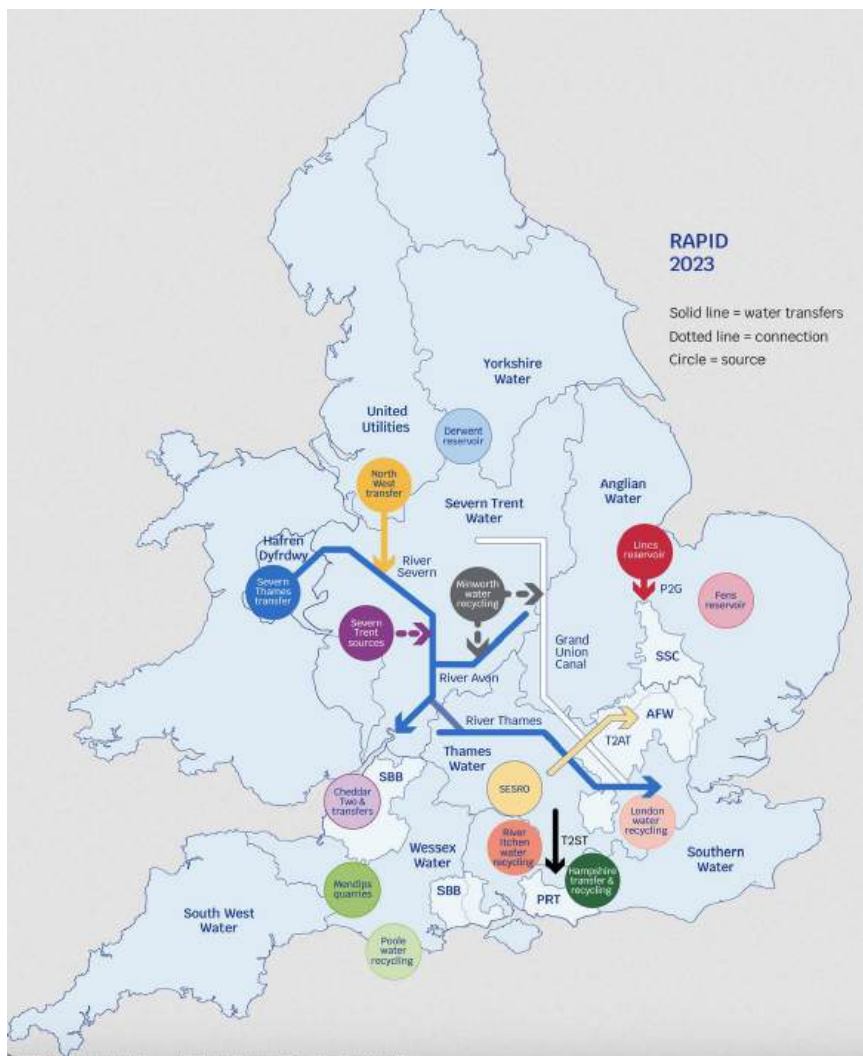 RAPID
2023
Solid line = water transfers
Dotted line = connection
Circle = source
Yorkshire
Water
United
Utilities
Derwent
reservoir
North
West
transfer
Severn Trent
Water
Anglian
Water
Hafren
Dyfrdwy
River
Severn
Severn
Thames
transfer
Minworth
water
recycling
Lincs
reservoir
P2G
Fens
reservoir
Severn
Trent
sources
Grand
Union
Canal
SSC
River Avon
River Thames
AFW
T2AT
Thames
Water
SBB
SESRO
Cheddar
Two &
transfers
London
water
recycling
River
Itchen
water
recycling
T2ST
Wessex
Water
Southern
Water
Hampshire
transfer &
recycling
Mendips
quarries
SBB
PRT
South West
Water
Poole
water
recycling